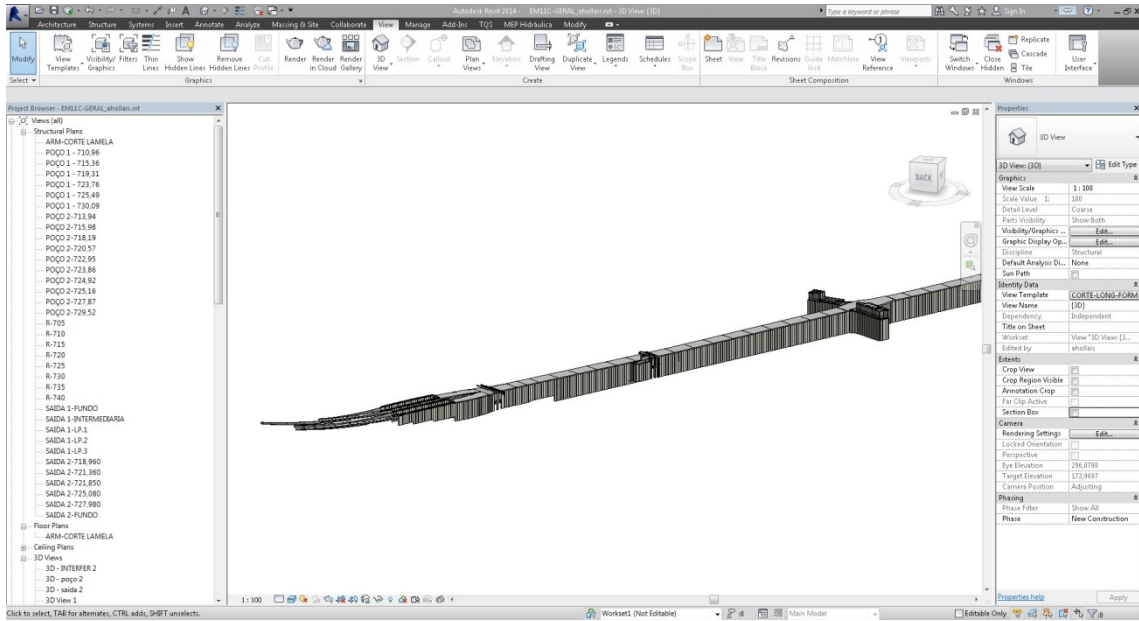 Autodesk Revit 2014 - EM11C-GERAL_ahollais.rvt - 3D View: {3D}
Type a keyword or phrase
Sign In
Architecture Structure Systems Insert Annotate Analyze Massing & Site Collaborate View Manage Add-Ins TQS MEP Hidráulica Modify
Modify
View Templates
Visibility/ Graphics
Filters
Thin Lines
Show Hidden Lines
Remove Hidden Lines
Cut Profile
Render
Render in Cloud
Render Gallery
3D View
Section
Callout
Plan Views
Elevation
Drafting View
Duplicate View
Legends
Schedules
Scope Box
Sheet
View
Title Block
Revisions
Guide Grid
Matchline
View Reference
Viewports
Switch Windows
Close Hidden
Replicate
Cascade
Tile
User Interface
Select
Graphics
Create
Sheet Composition
Windows
Project Browser - EM11C-GERAL_ahollais.rvt
Views (all)
Structural Plans
ARM-CORTE LAMELA
POÇO 1 - 710,96
POÇO 1 - 715,36
POÇO 1 - 719,31
POÇO 1 - 723,76
POÇO 1 - 725,49
POÇO 1 - 730,09
POÇO 2-713,94
POÇO 2-715,98
POÇO 2-718,19
POÇO 2-720,57
POÇO 2-722,95
POÇO 2-723,86
POÇO 2-724,92
POÇO 2-725,16
POÇO 2-727,87
POÇO 2-729,52
R-705
R-710
R-715
R-720
R-725
R-730
R-735
R-740
SAIDA 1-FUNDO
SAIDA 1-INTERMEDIARIA
SAIDA 1-LP.1
SAIDA 1-LP.2
SAIDA 1-LP.3
SAIDA 2-718,960
SAIDA 2-721,360
SAIDA 2-721,850
SAIDA 2-725,080
SAIDA 2-727,980
SAIDA 2-FUNDO
Floor Plans
ARM-CORTE LAMELA
Ceiling Plans
3D Views
3D - INTERFER 2
3D - poço 2
3D - saida 2
3D View 1
BACK
Properties
3D View
3D View: {3D}
Edit Type
Graphics
View Scale 1 : 100
Scale Value 1: 100
Detail Level Coarse
Parts Visibility Show Both
Visibility/Graphics ... Edit...
Graphic Display Op... Edit...
Discipline Structural
Default Analysis Di... None
Sun Path
Identity Data
View Template CORTE-LONG-FORM
View Name {3D}
Dependency Independent
Title on Sheet
Workset View "3D View: {3...
Edited by ahollais
Extents
Crop View
Crop Region Visible
Annotation Crop
Far Clip Active
Section Box
Camera
Rendering Settings Edit...
Locked Orientation
Perspective
Eye Elevation 296,0798
Target Elevation 172,9697
Camera Position Adjusting
Phasing
Phase Filter Show All
Phase New Construction
Properties help
Apply
1 : 100
Click to select, TAB for alternates, CTRL adds, SHIFT unselects.
Workset1 (Not Editable)
:0
Main Model
Editable Only
:0